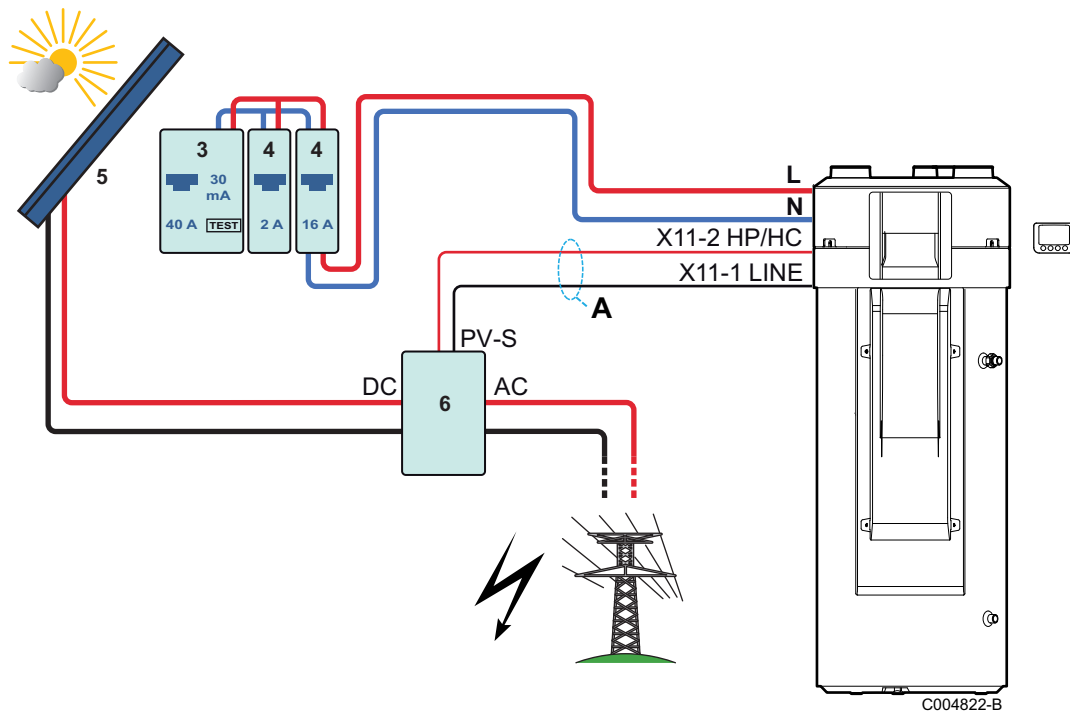 3
4
4
30
mA
40 A
TEST
2 A
16 A
5
L
N
X11-2 HP/HC
X11-1 LINE
A
PV-S
DC
6
AC
C004822-B